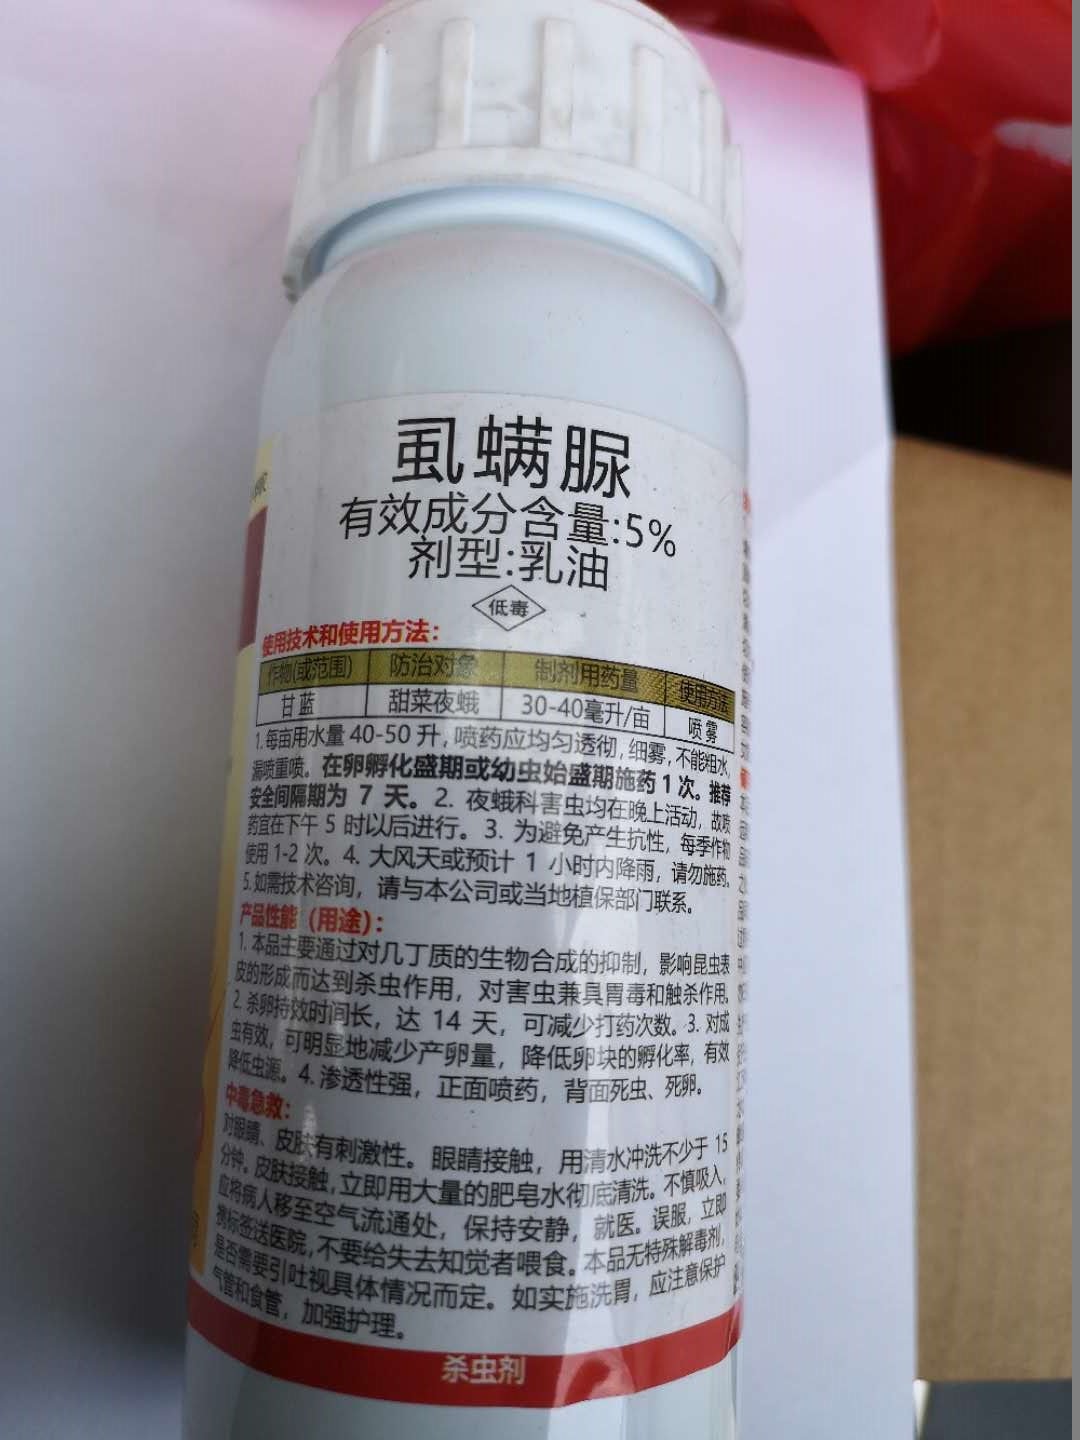 虱螨脲
有效成分含量:5%
剂型:乳油
低毒
使用技术和使用方法:
作物(或范围) 防治对象 制剂用药量 使用方法
甘蓝 甜菜夜蛾 30-40毫升/亩 喷雾
1.每亩用水量40-50升,喷药应均匀透彻,细雾,不能粗水,
漏喷重喷。在卵孵化盛期或幼虫始盛期施药1次。推荐
安全间隔期为 7 天。2. 夜蛾科害虫均在晚上活动, 故喷
药宜在下午 5 时以后进行。3. 为避免产生抗性, 每季作物
使用 1-2 次。4. 大风天或预计 1 小时内降雨, 请勿施药。
5.如需技术咨询, 请与本公司或当地植保部门联系。
产品性能(用途):
1. 本品主要通过对几丁质的生物合成的抑制, 影响昆虫表
皮的形成而达到杀虫作用, 对害虫兼具胃毒和触杀作用。
2. 杀卵持效时间长, 达 14 天, 可减少打药次数。3. 对成
虫有效, 可明显地减少产卵量, 降低卵块的孵化率, 有效
降低虫源。4.渗透性强, 正面喷药, 背面死虫、死卵。
中毒急救:
对眼睛、皮肤有刺激性。眼睛接触, 用清水冲洗不少于 15
分钟。皮肤接触,立即用大量的肥皂水彻底清洗。不慎吸入,
应将病人移至空气流通处, 保持安静, 就医。误服, 立即
携标签送医院,不要给失去知觉者喂食。本品无特殊解毒剂,
是否需要引吐视具体情况而定。如实施洗胃, 应注意保护
气管和食管, 加强护理。
杀虫剂